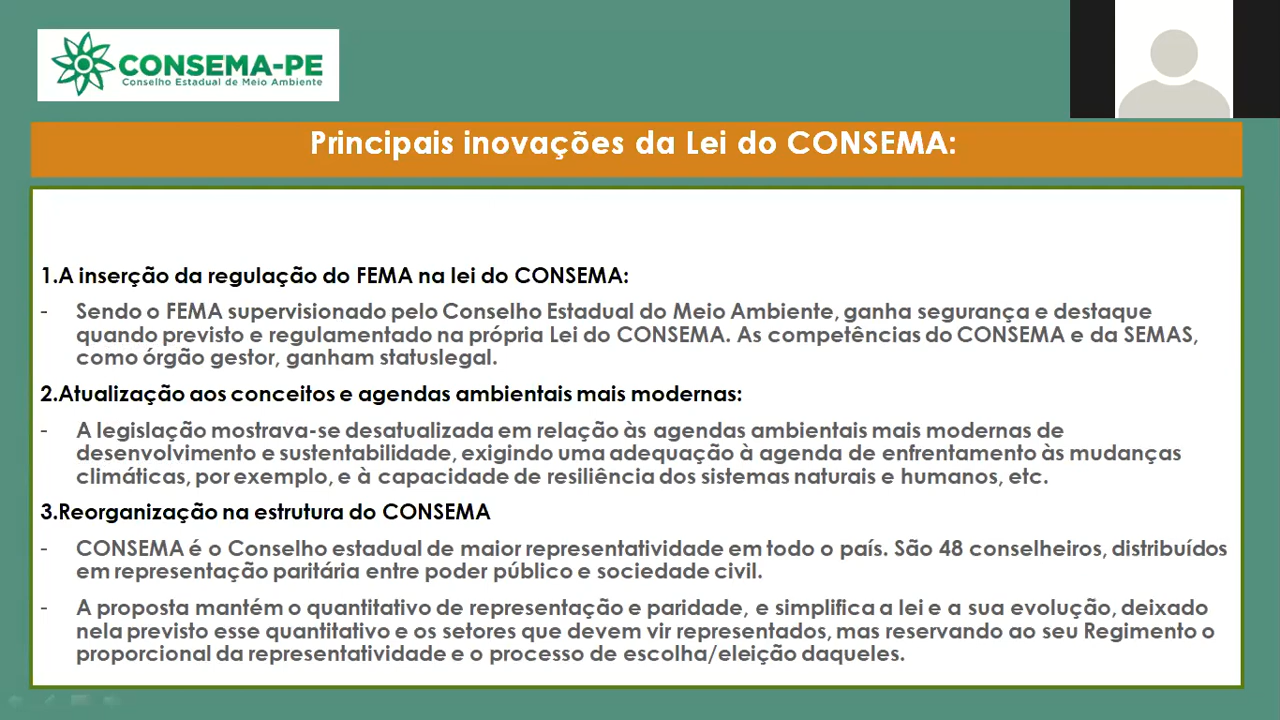 CONSEMA-PE
Conselho Estadual de Meio Ambiente
Principais inovações da Lei do CONSEMA:
1.A inserção da regulação do FEMA na lei do CONSEMA:
- Sendo o FEMA supervisionado pelo Conselho Estadual do Meio Ambiente, ganha segurança e destaque
quando previsto e regulamentado na própria Lei do CONSEMA. As competências do CONSEMA e da SEMAS,
como órgão gestor, ganham statuslegal.
2.Atualização aos conceitos e agendas ambientais mais modernas:
- A legislação mostrava-se desatualizada em relação às agendas ambientais mais modernas de
desenvolvimento e sustentabilidade, exigindo uma adequação à agenda de enfrentamento às mudanças
climáticas, por exemplo, e à capacidade de resiliência dos sistemas naturais e humanos, etc.
3.Reorganização na estrutura do CONSEMA
- CONSEMA é o Conselho estadual de maior representatividade em todo o país. São 48 conselheiros, distribuídos
em representação paritária entre poder público e sociedade civil.
- A proposta mantém o quantitativo de representação e paridade, e simplifica a lei e a sua evolução, deixado
nela previsto esse quantitativo e os setores que devem vir representados, mas reservando ao seu Regimento o
proporcional da representatividade e o processo de escolha/eleição daqueles.